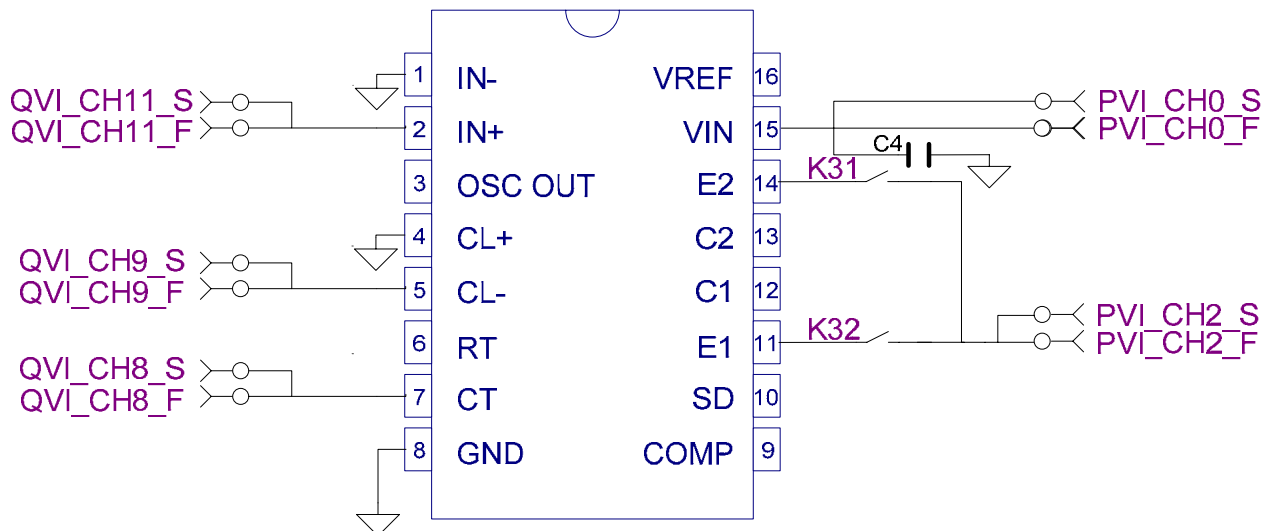 1 IN- VREF 16
QVI_CH11_S PVI_CH0_S
QVI_CH11_F 2 IN+ VIN 15 PVI_CH0_F
C4
K31
3 OSC OUT E2 14
4 CL+ C2 13
QVI_CH9_S
QVI_CH9_F 5 CL- C1 12
PVI_CH2_S
K32
6 RT E1 11 PVI_CH2_F
QVI_CH8_S
QVI_CH8_F 7 CT SD 10
8 GND COMP 9